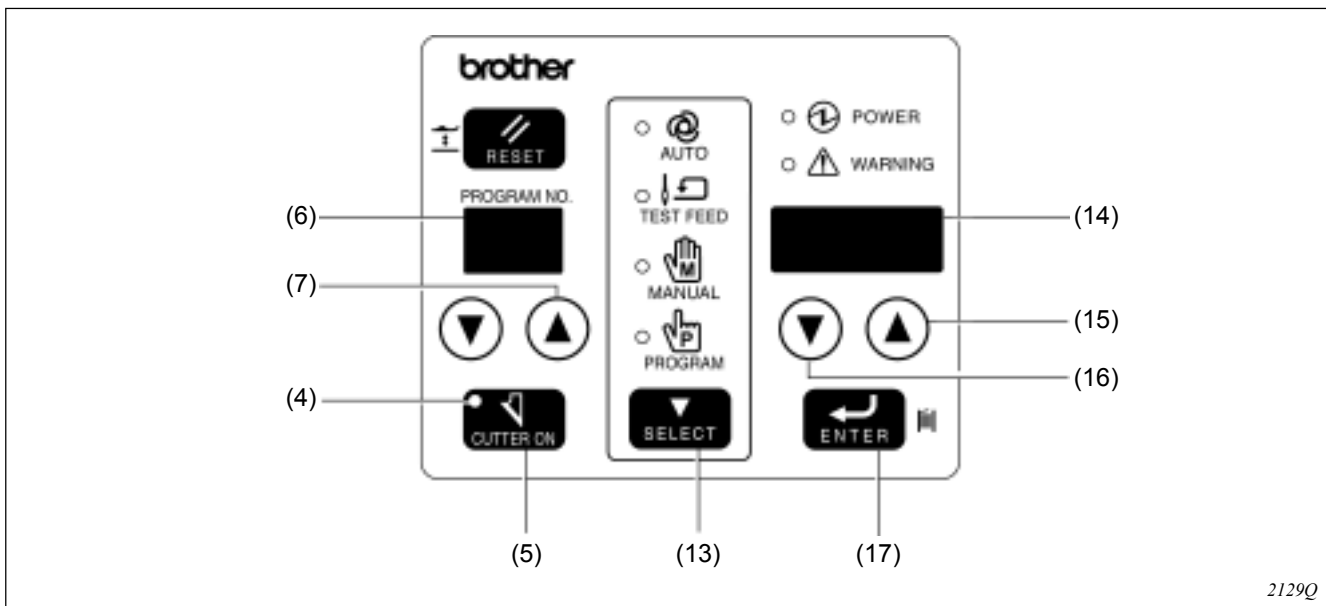 brother
RESET
PROGRAM NO.
AUTO
TEST FEED
M
MANUAL
P
PROGRAM
SELECT
POWER
WARNING
CUTTER ON
ENTER
(6)
(7)
(4)
(5)
(13)
(17)
(14)
(15)
(16)
2129Q